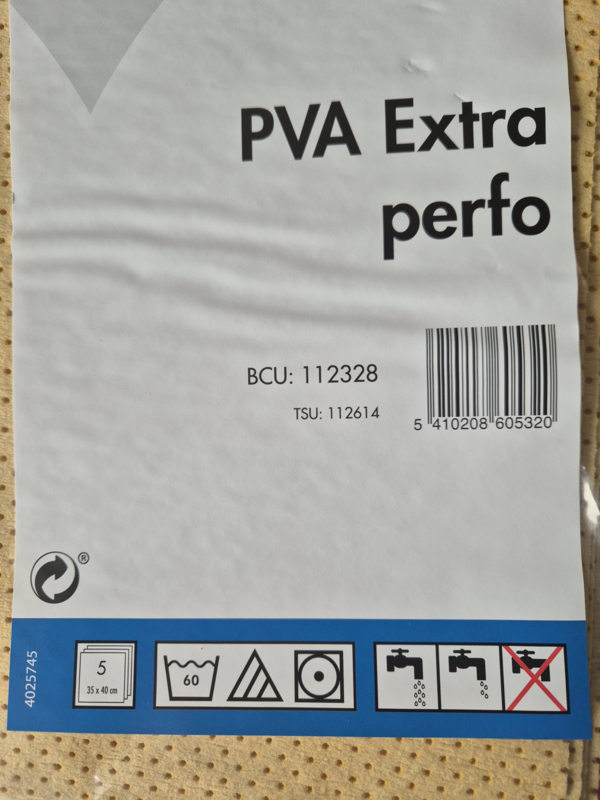 PVA Extra
perfo
BCU: 112328
TSU: 112614
5 410208 605320
®
4025745
5
35 x 40 cm
60